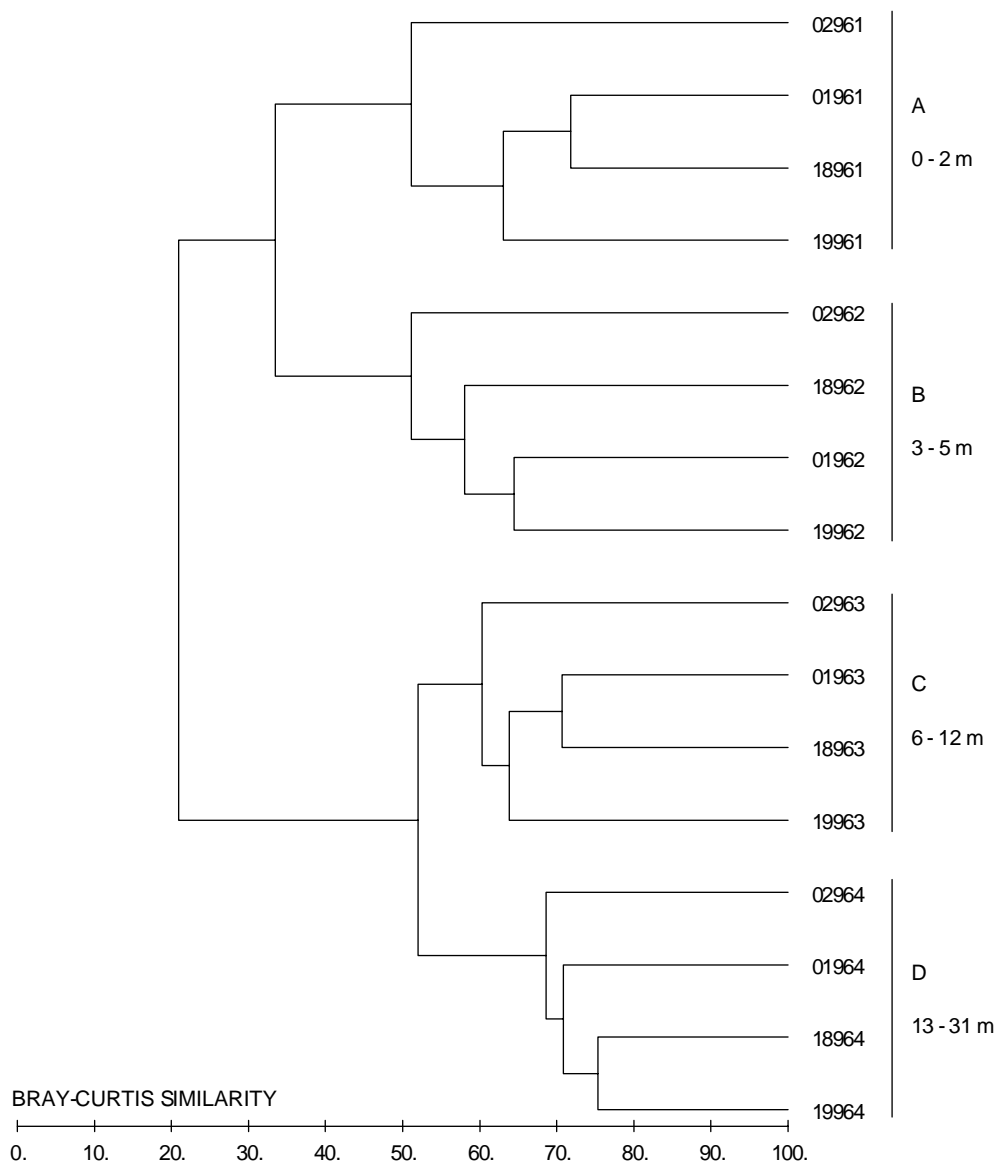 02961
01961
A
0 - 2 m
18961
19961
02962
18962
B
3 - 5 m
01962
19962
02963
01963
C
6 - 12 m
18963
19963
02964
01964
D
13 - 31 m
18964
19964
BRAY-CURTIS SIMILARITY
0. 10. 20. 30. 40. 50. 60. 70. 80. 90. 100.